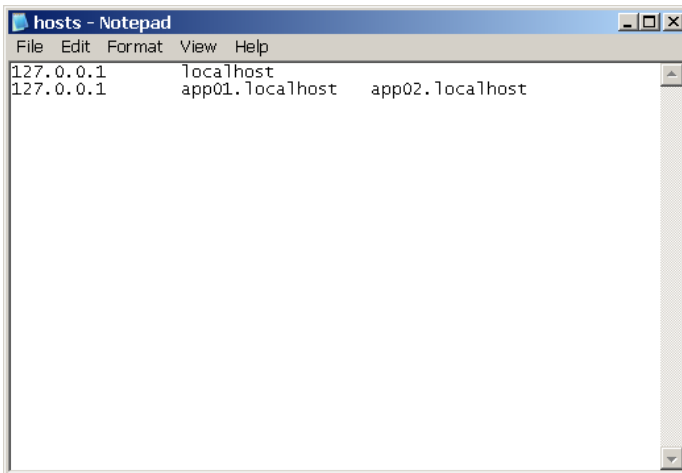 hosts - Notepad
File Edit Format View Help
127.0.0.1 localhost
127.0.0.1 app01.localhost app02.localhost